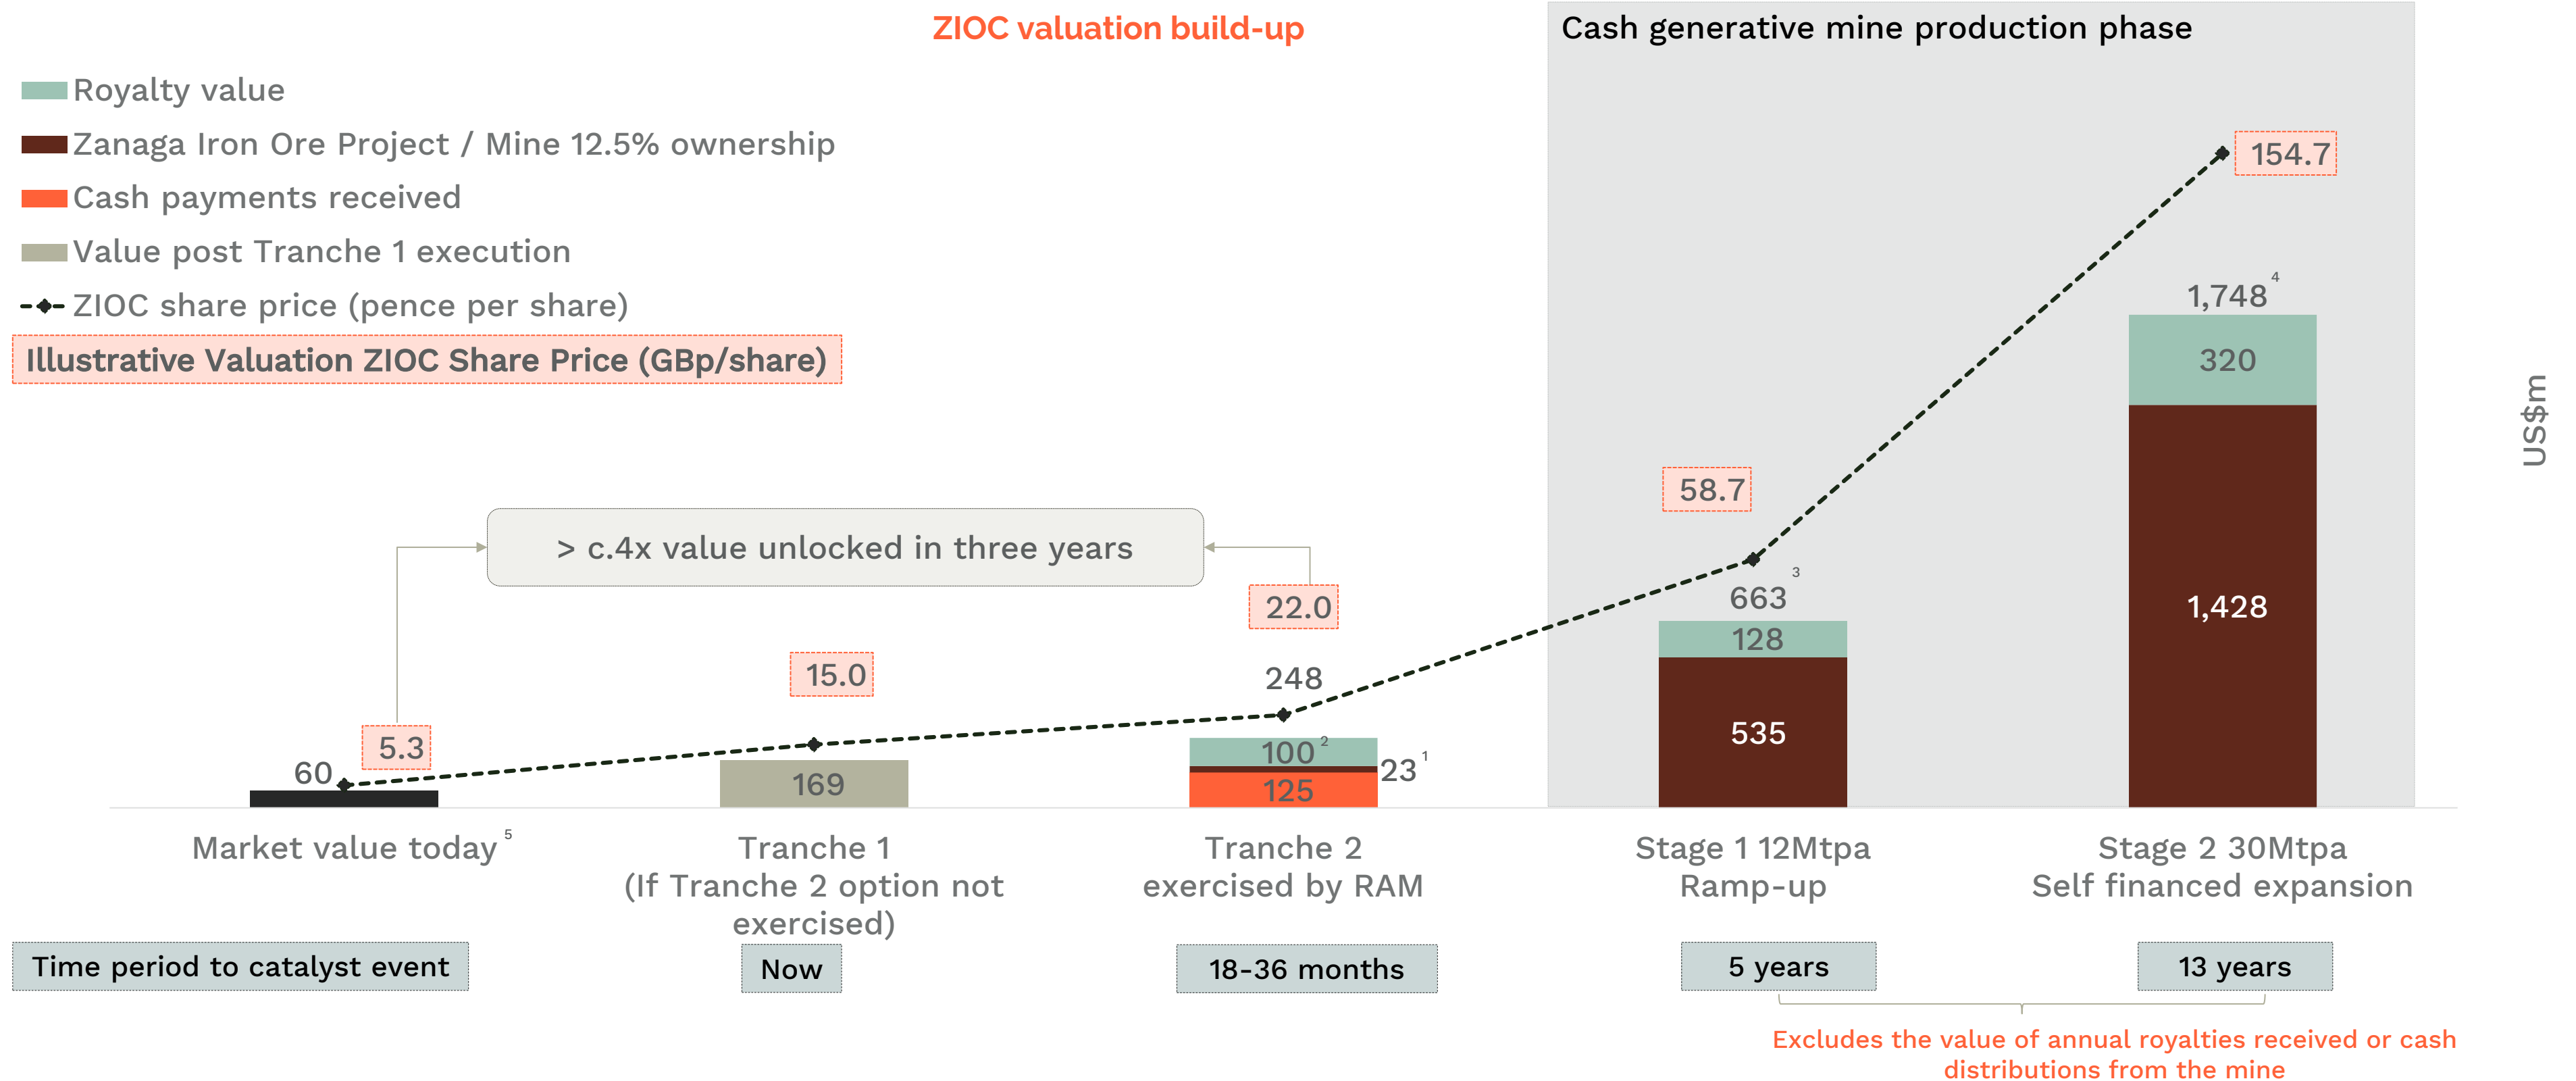 ZIOC valuation build-up
Cash generative mine production phase
Royalty value
Zanaga Iron Ore Project / Mine 12.5% ownership
Cash payments received
Value post Tranche 1 execution
ZIOC share price (pence per share)
Illustrative Valuation ZIOC Share Price (GBp/share)
> c.4x value unlocked in three years
5.3
15.0
22.0
58.7
154.7
60
169
248
100 2
23 1
125
663 3
128
535
1,748 4
320
1,428
US$m
Market value today 5
Tranche 1
(If Tranche 2 option not
exercised)
Tranche 2
exercised by RAM
Stage 1 12Mtpa
Ramp-up
Stage 2 30Mtpa
Self financed expansion
Time period to catalyst event
Now
18-36 months
5 years
13 years
Excludes the value of annual royalties received or cash
distributions from the mine